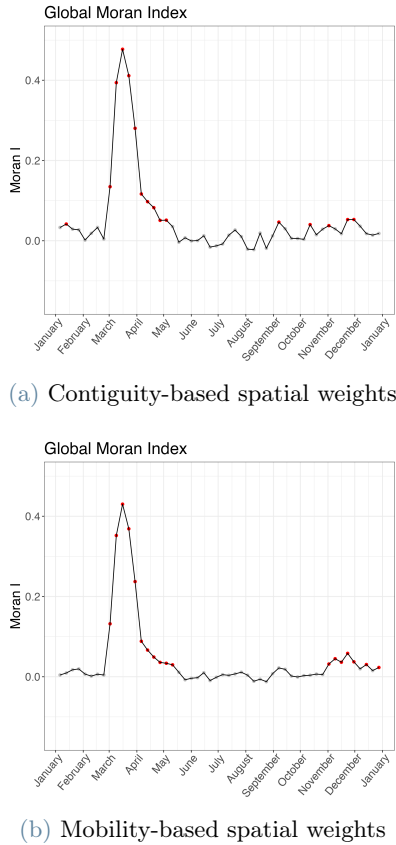 Global Moran Index
Moran I
0.4
0.2
0.0
January February March April May June July August September October November December January
(a) Contiguity-based spatial weights
Global Moran Index
Moran I
0.4
0.2
0.0
January February March April May June July August September October November December January
(b) Mobility-based spatial weights